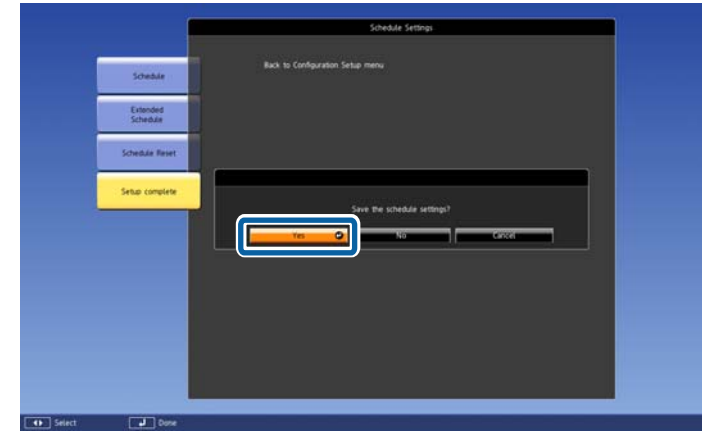 Schedule Settings
Back to Configuration Setup menu
Schedule
Extended
Schedule
Schedule Reset
Setup complete
Save the schedule settings?
Yes
No
Cancel
Select
Done